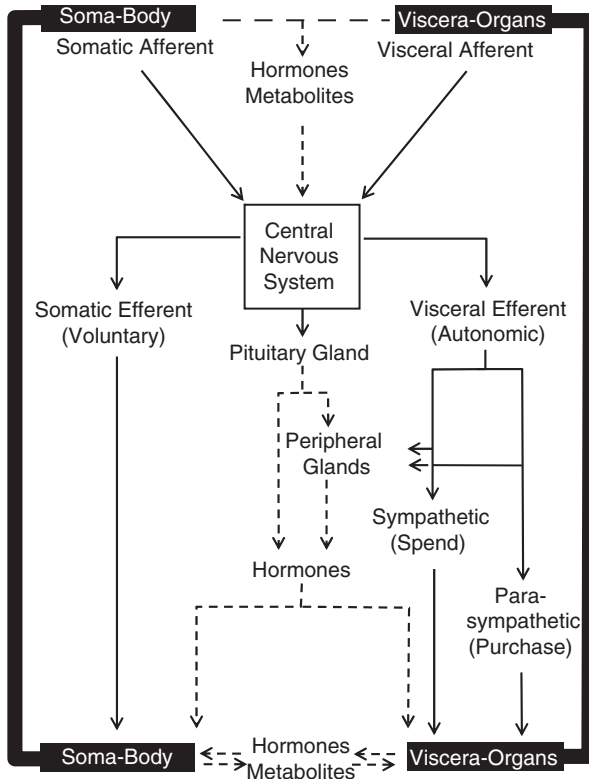 Soma-Body
Viscera-Organs
Somatic Afferent
Visceral Afferent
Hormones
Metabolites
Central
Nervous
System
Somatic Efferent
(Voluntary)
Visceral Efferent
(Autonomic)
Pituitary Gland
Peripheral
Glands
Sympathetic
(Spend)
Hormones
Para-
sympathetic
(Purchase)
Soma-Body
Hormones
Metabolites
Viscera-Organs